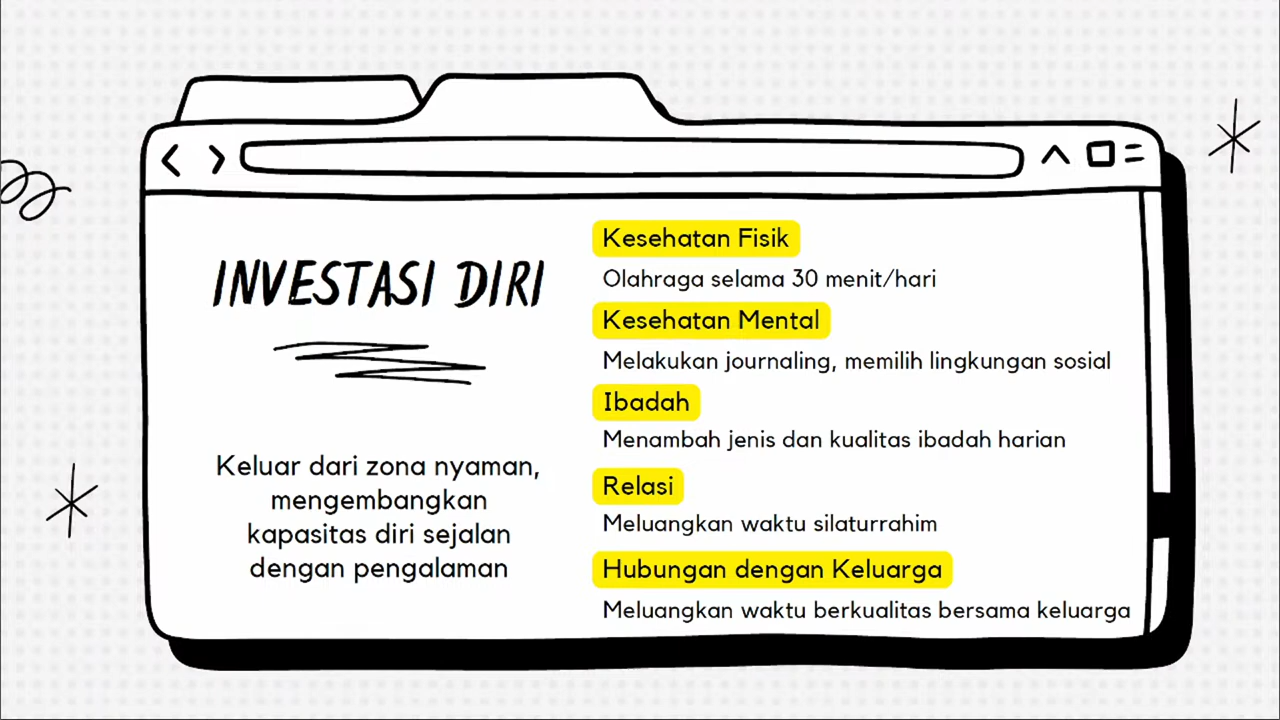 INVESTASI DIRI
Keluar dari zona nyaman,
mengembangkan
kapasitas diri sejalan
dengan pengalaman
Kesehatan Fisik
Olahraga selama 30 menit/hari
Kesehatan Mental
Melakukan journaling, memilih lingkungan sosial
Ibadah
Menambah jenis dan kualitas ibadah harian
Relasi
Meluangkan waktu silaturrahim
Hubungan dengan Keluarga
Meluangkan waktu berkualitas bersama keluarga